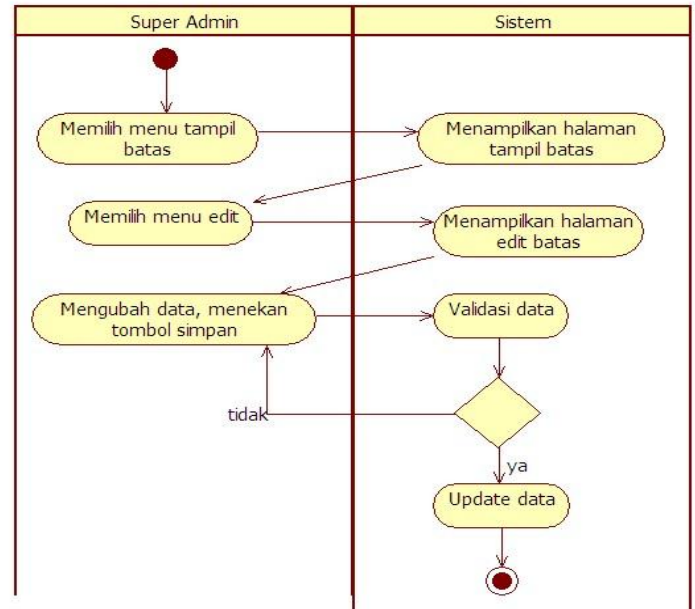 Super Admin
Sistem
Memilih menu tampil
batas
Menampilkan halaman
tampil batas
Memilih menu edit
Menampilkan halaman
edit batas
Mengubah data, menekan
tombol simpan
Validasi data
tidak
ya
Update data